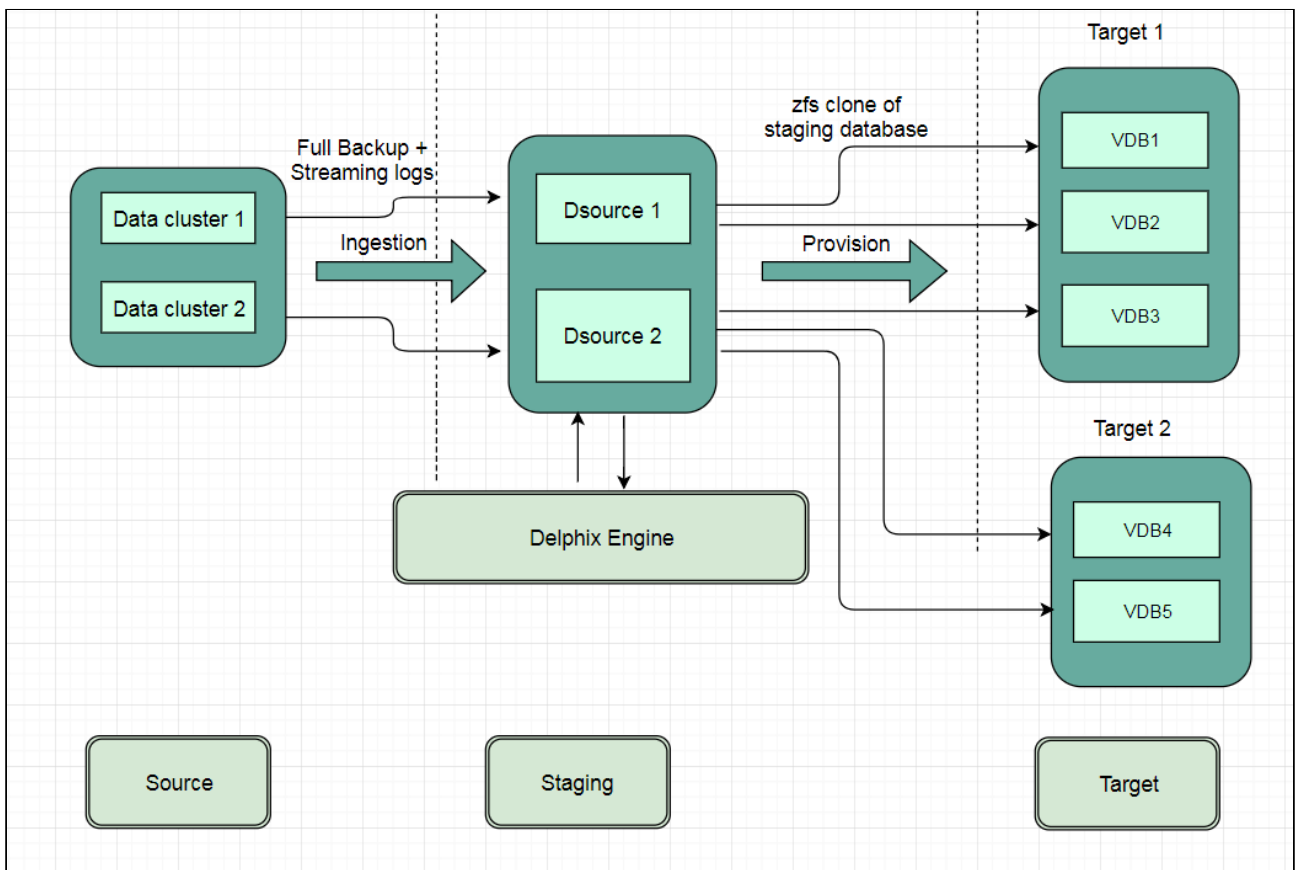 Target 1
zfs clone of
staging database
VDB1
Full Backup +
Streaming logs
Data cluster 1
Dsource 1
VDB2
Ingestion
Provision
Data cluster 2
Dsource 2
VDB3
Target 2
Delphix Engine
VDB4
VDB5
Source
Staging
Target